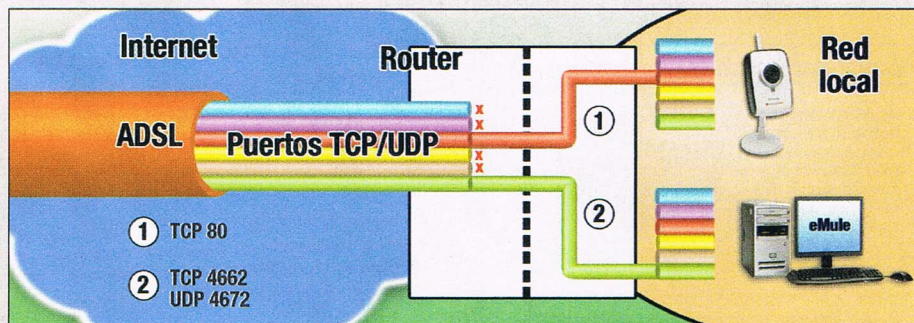 Internet
Router
Red
local
ADSL
Puertos TCP/UDP
x
x
x
x
1
2
eMule
1 TCP 80
2 TCP 4662
UDP 4672